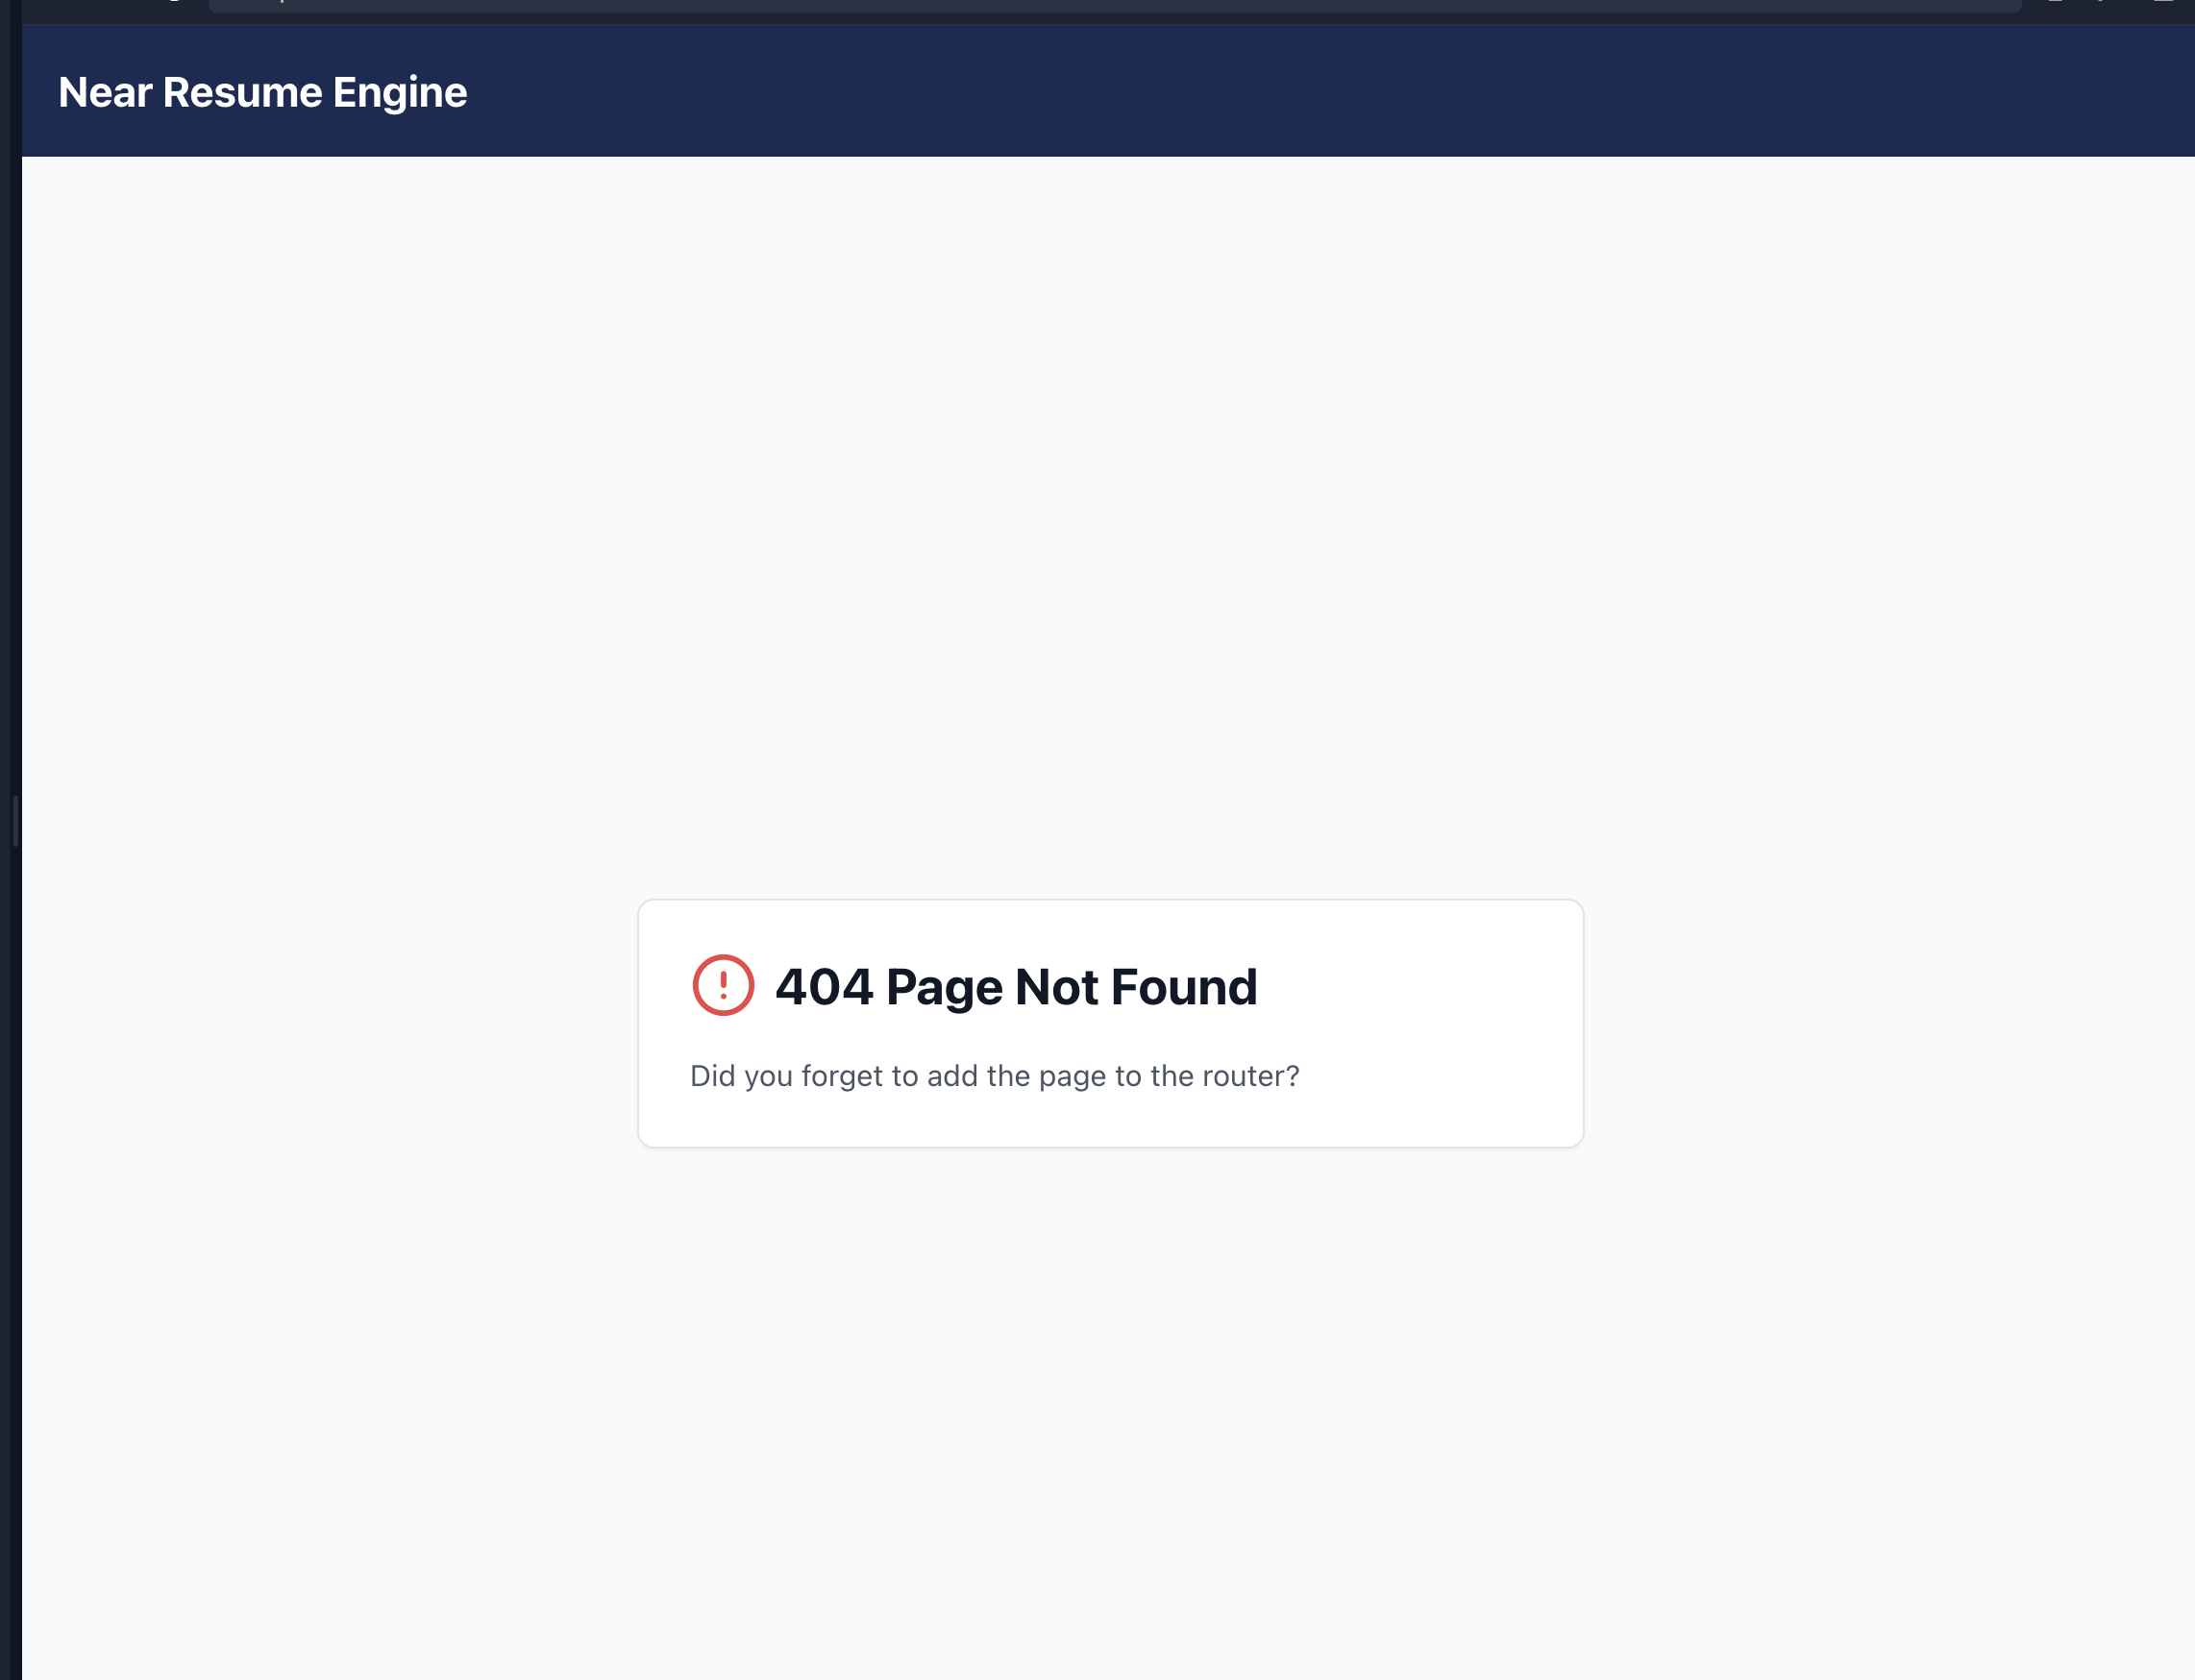 Near Resume Engine
404 Page Not Found
Did you forget to add the page to the router?